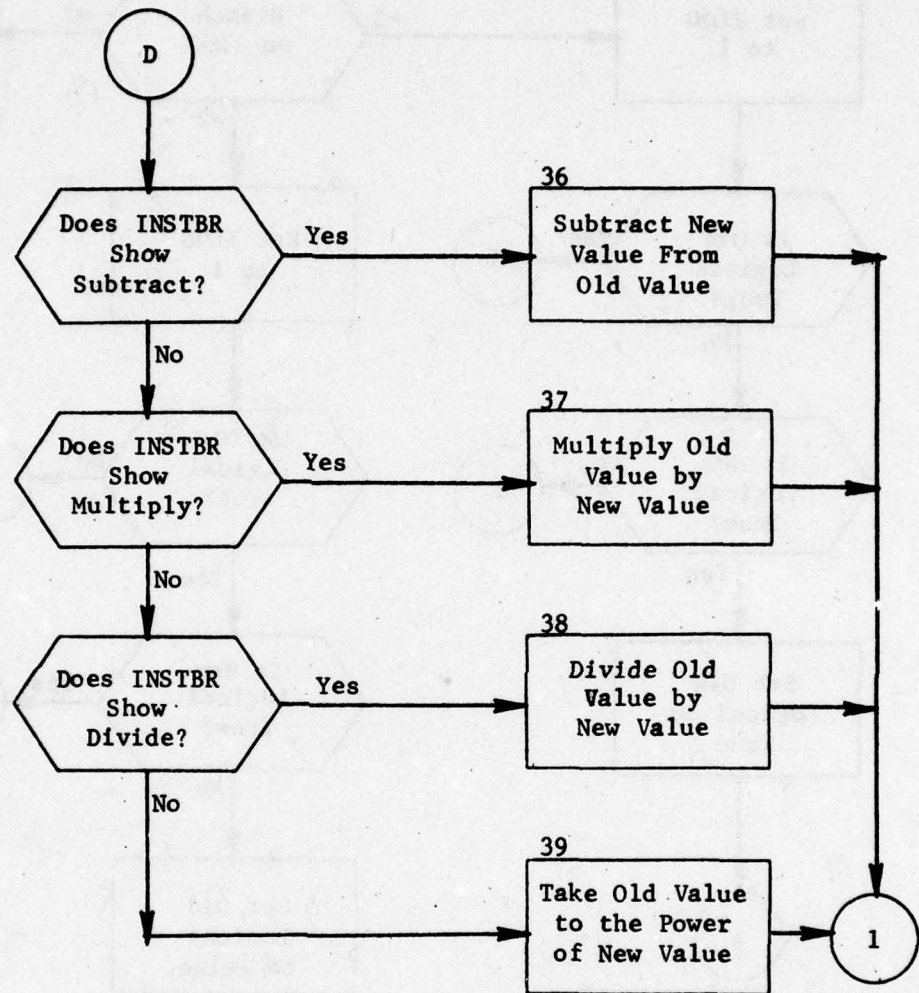 D
Does INSTBR
Show
Subtract?
Yes
36
Subtract New
Value From
Old Value
No
Does INSTBR
Show
Multiply?
Yes
37
Multiply Old
Value by
New Value
No
Does INSTBR
Show
Divide?
Yes
38
Divide Old
Value by
New Value
No
39
Take Old Value
to the Power
of New Value
1